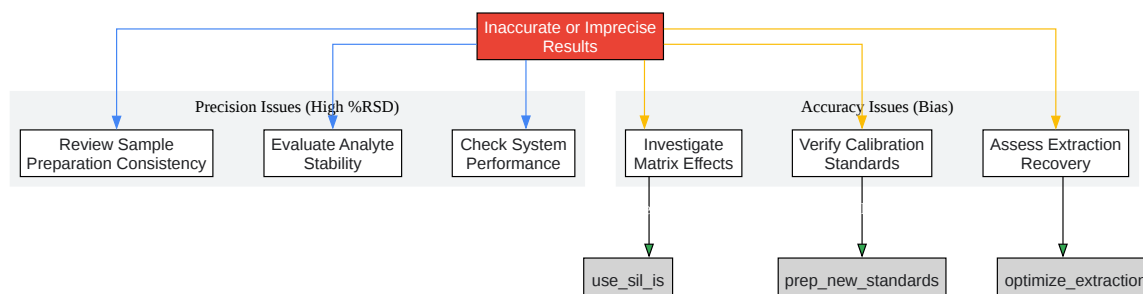 Inaccurate or Imprecise
Results
Precision Issues (High %RSD)
Accuracy Issues (Bias)
Review Sample
Preparation Consistency
Evaluate Analyte
Stability
Check System
Performance
Investigate
Matrix Effects
Verify Calibration
Standards
Assess Extraction
Recovery
use_sil_is
prep_new_standards
optimize_extraction